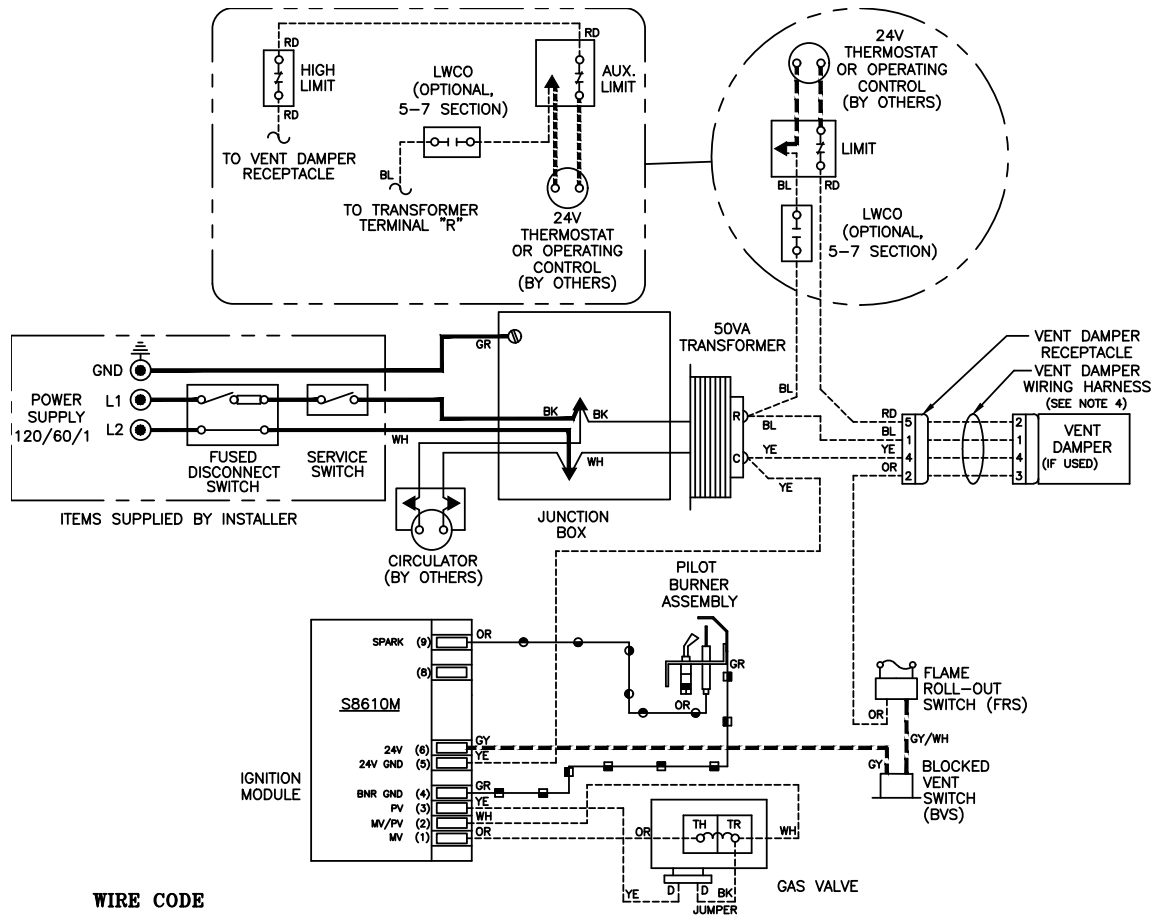 RD
HIGH
LIMIT
RD
TO VENT DAMPER
RECEPTACLE
LWCO
(OPTIONAL,
5-7 SECTION)
BL
TO TRANSFORMER
TERMINAL "R"
RD
AUX.
LIMIT
24V
THERMOSTAT
OR OPERATING
CONTROL
(BY OTHERS)
24V
THERMOSTAT
OR OPERATING
CONTROL
(BY OTHERS)
LIMIT
BL
RD
LWCO
(OPTIONAL,
5-7 SECTION)
GND
POWER
SUPPLY
120/60/1
L1
L2
FUSED
DISCONNECT
SWITCH
SERVICE
SWITCH
ITEMS SUPPLIED BY INSTALLER
GR
BK
BK
WH
WH
JUNCTION
BOX
CIRCULATOR
(BY OTHERS)
50VA
TRANSFORMER
R
C
BL
BL
YE
YE
VENT DAMPER
RECEPTACLE
VENT DAMPER
WIRING HARNESS
(SEE NOTE 4)
RD 5
BL 1
YE 4
OR 2
2
1
4
3
VENT
DAMPER
(IF USED)
PILOT
BURNER
ASSEMBLY
GR
OR
OR
S8610M
IGNITION
MODULE
SPARK (9)
(8)
24V (6) GY
24V GND (5) YE
BNR GND (4) GR
PV (3) YE
MV/PV (2) WH
MV (1) OR
FLAME
ROLL-OUT
SWITCH (FRS)
OR
GY/WH
GY
BLOCKED
VENT
SWITCH
(BVS)
OR
TH
TR
WH
YE
D
D
BK
JUMPER
GAS VALVE
WIRE CODE